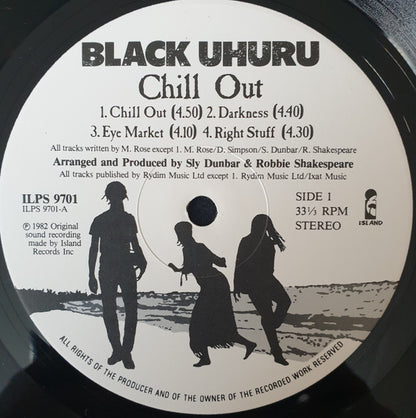 BLACK UHURU
Chill Out
1. Chill Out (4.50) 2. Darkness (4.40)
3. Eye Market (4.10) 4. Right Stuff (4.30)
All tracks written by M. Rose except 1. M. Rose/D. Simpson/S. Dunbar/R. Shakespeare
Arranged and Produced by Sly Dunbar & Robbie Shakespeare
All tracks published by Rydim Music Ltd except 1. Rydim Music Ltd/Ixat Music
ILPS 9701
ILPS 9701-A
℗ 1982 Original
sound recording
made by Island
Records Inc
SIDE 1
33⅓ RPM
STEREO
ISLAND
ALL RIGHTS OF THE PRODUCER AND OF THE OWNER OF THE RECORDED WORK RESERVED